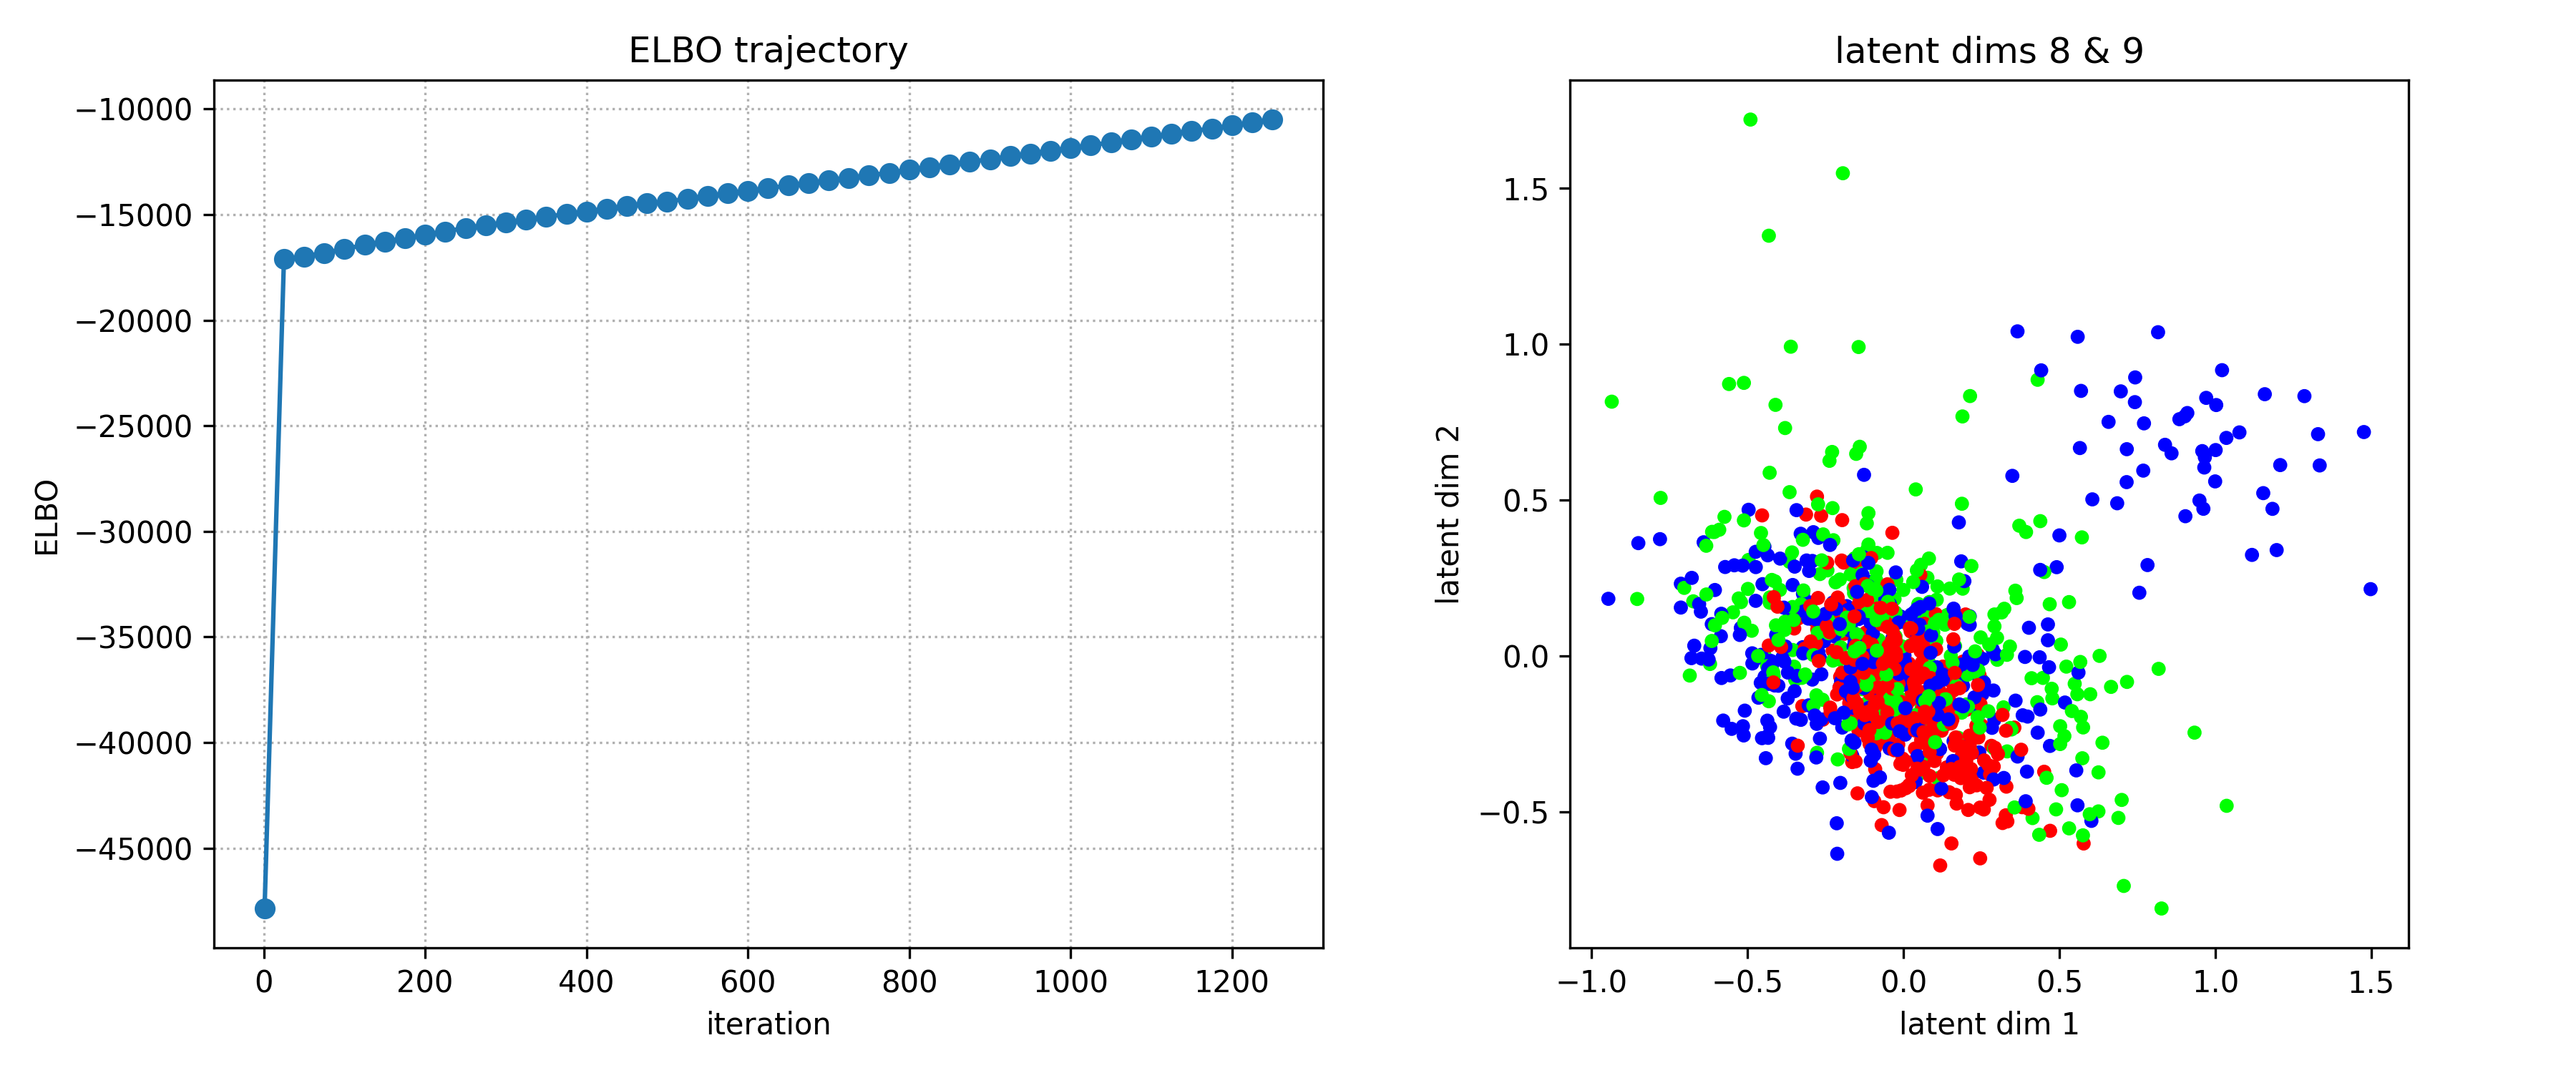 ELBO trajectory
ELBO
−10000
−15000
−20000
−25000
−30000
−35000
−40000
−45000
0 200 400 600 800 1000 1200
iteration
latent dims 8 & 9
latent dim 2
1.5
1.0
0.5
0.0
−0.5
−1.0 −0.5 0.0 0.5 1.0 1.5
latent dim 1